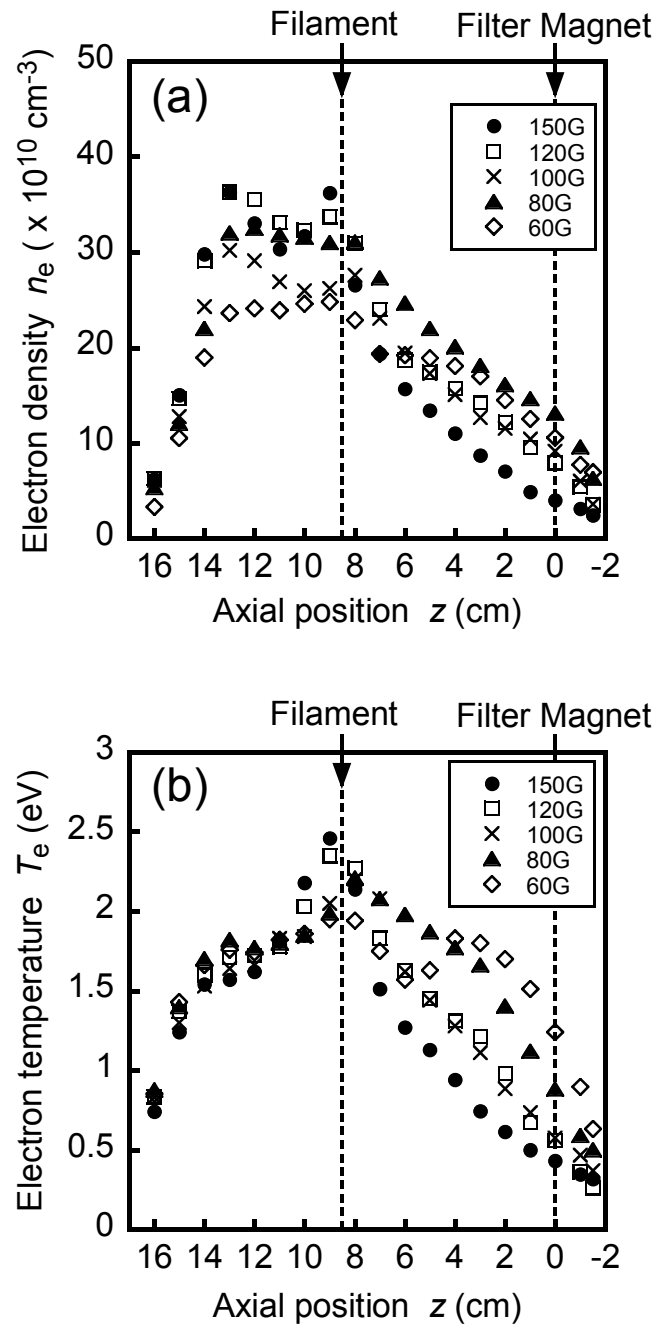 Filament Filter Magnet
(a)
Electron density nₑ ( x 10¹⁰ cm⁻³)
50
40
30
20
10
0
150G
120G
100G
80G
60G
16 14 12 10 8 6 4 2 0 -2
Axial position z (cm)
Filament Filter Magnet
(b)
Electron temperature Tₑ (eV)
3
2.5
2
1.5
1
0.5
0
150G
120G
100G
80G
60G
16 14 12 10 8 6 4 2 0 -2
Axial position z (cm)